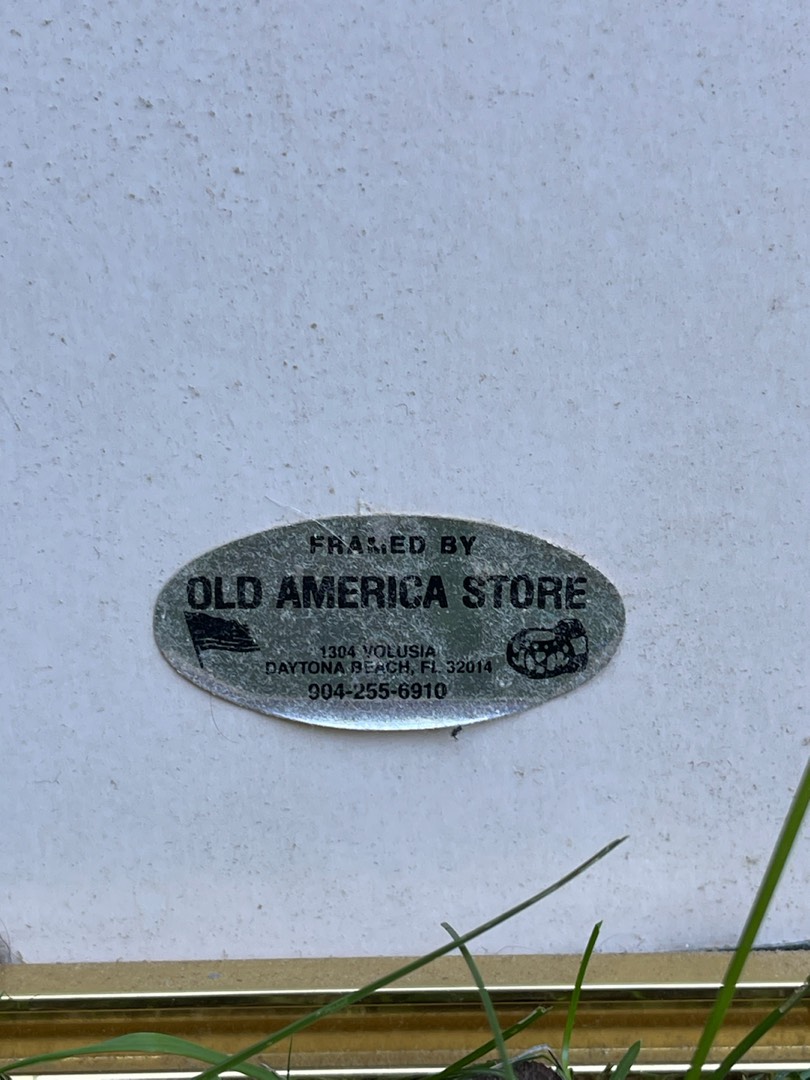 FRAMED BY
OLD AMERICA STORE
1304 VOLUSIA
DAYTONA BEACH, FL 32014
904-255-6910